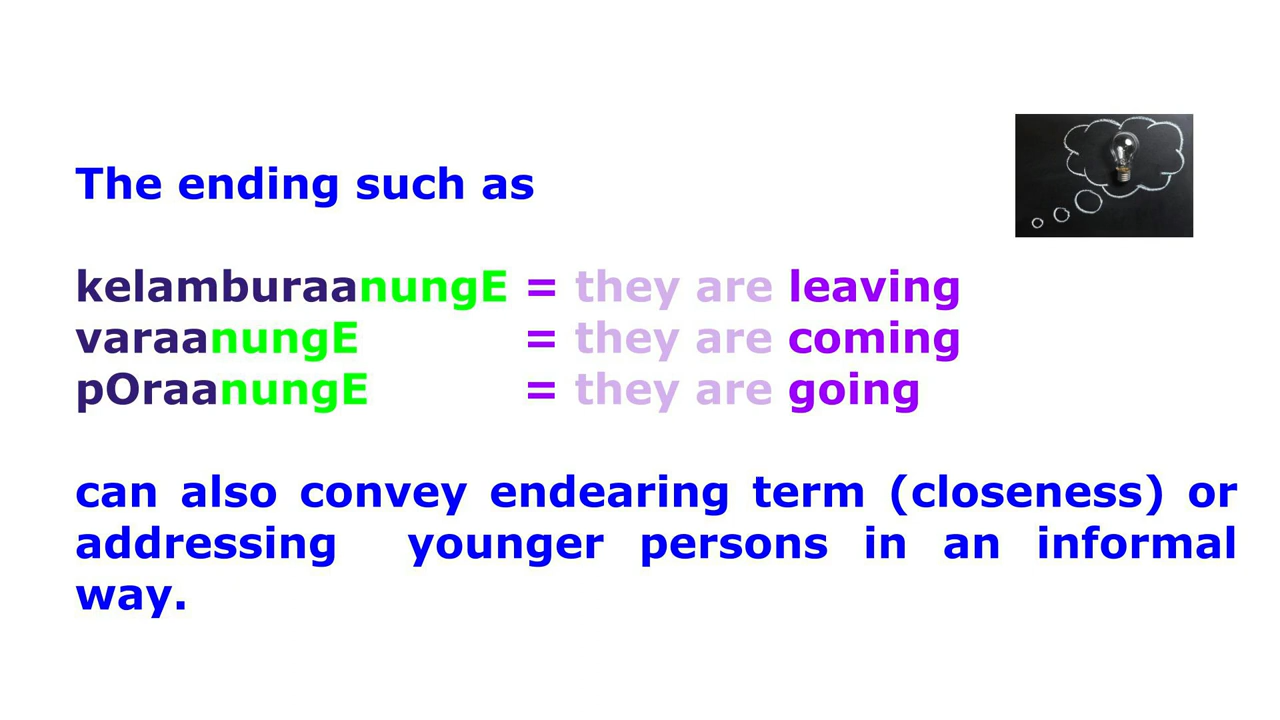 The ending such as
kelamburaanungE = they are leaving
varaanungE = they are coming
pOraanungE = they are going
can also convey endearing term (closeness) or
addressing younger persons in an informal
way.